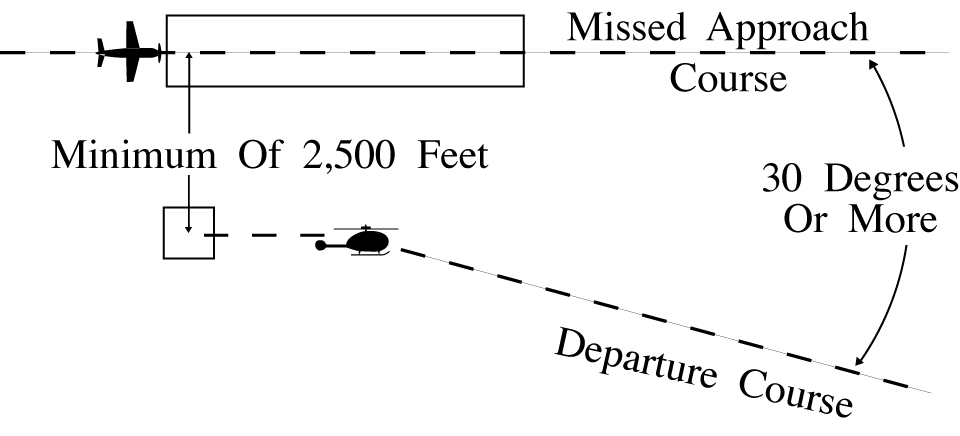 Missed Approach
Course
Minimum Of 2,500 Feet
30 Degrees
Or More
Departure Course